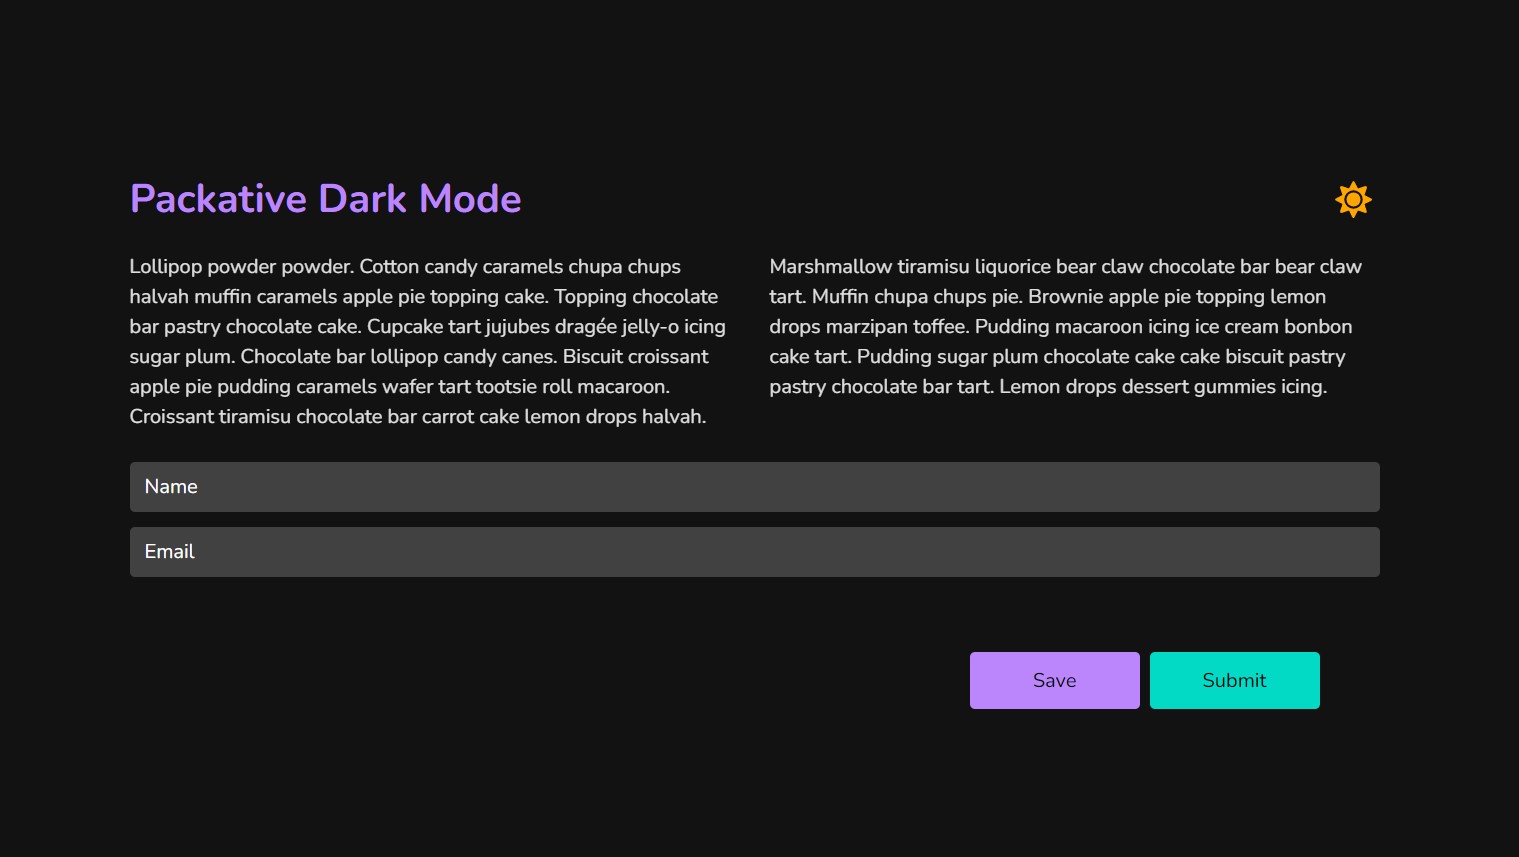 Packative Dark Mode
Lollipop powder powder. Cotton candy caramels chupa chups
halvah muffin caramels apple pie topping cake. Topping chocolate
bar pastry chocolate cake. Cupcake tart jujubes dragée jelly-o icing
sugar plum. Chocolate bar lollipop candy canes. Biscuit croissant
apple pie pudding caramels wafer tart tootsie roll macaroon.
Croissant tiramisu chocolate bar carrot cake lemon drops halvah.
Marshmallow tiramisu liquorice bear claw chocolate bar bear claw
tart. Muffin chupa chups pie. Brownie apple pie topping lemon
drops marzipan toffee. Pudding macaroon icing ice cream bonbon
cake tart. Pudding sugar plum chocolate cake cake biscuit pastry
pastry chocolate bar tart. Lemon drops dessert gummies icing.
Name
Email
Save
Submit